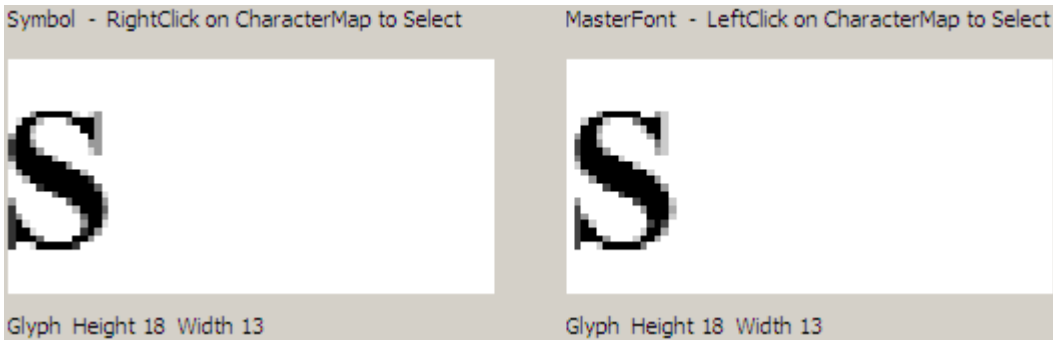 Symbol - RightClick on CharacterMap to Select
MasterFont - LeftClick on CharacterMap to Select
S
S
Glyph Height 18 Width 13
Glyph Height 18 Width 13